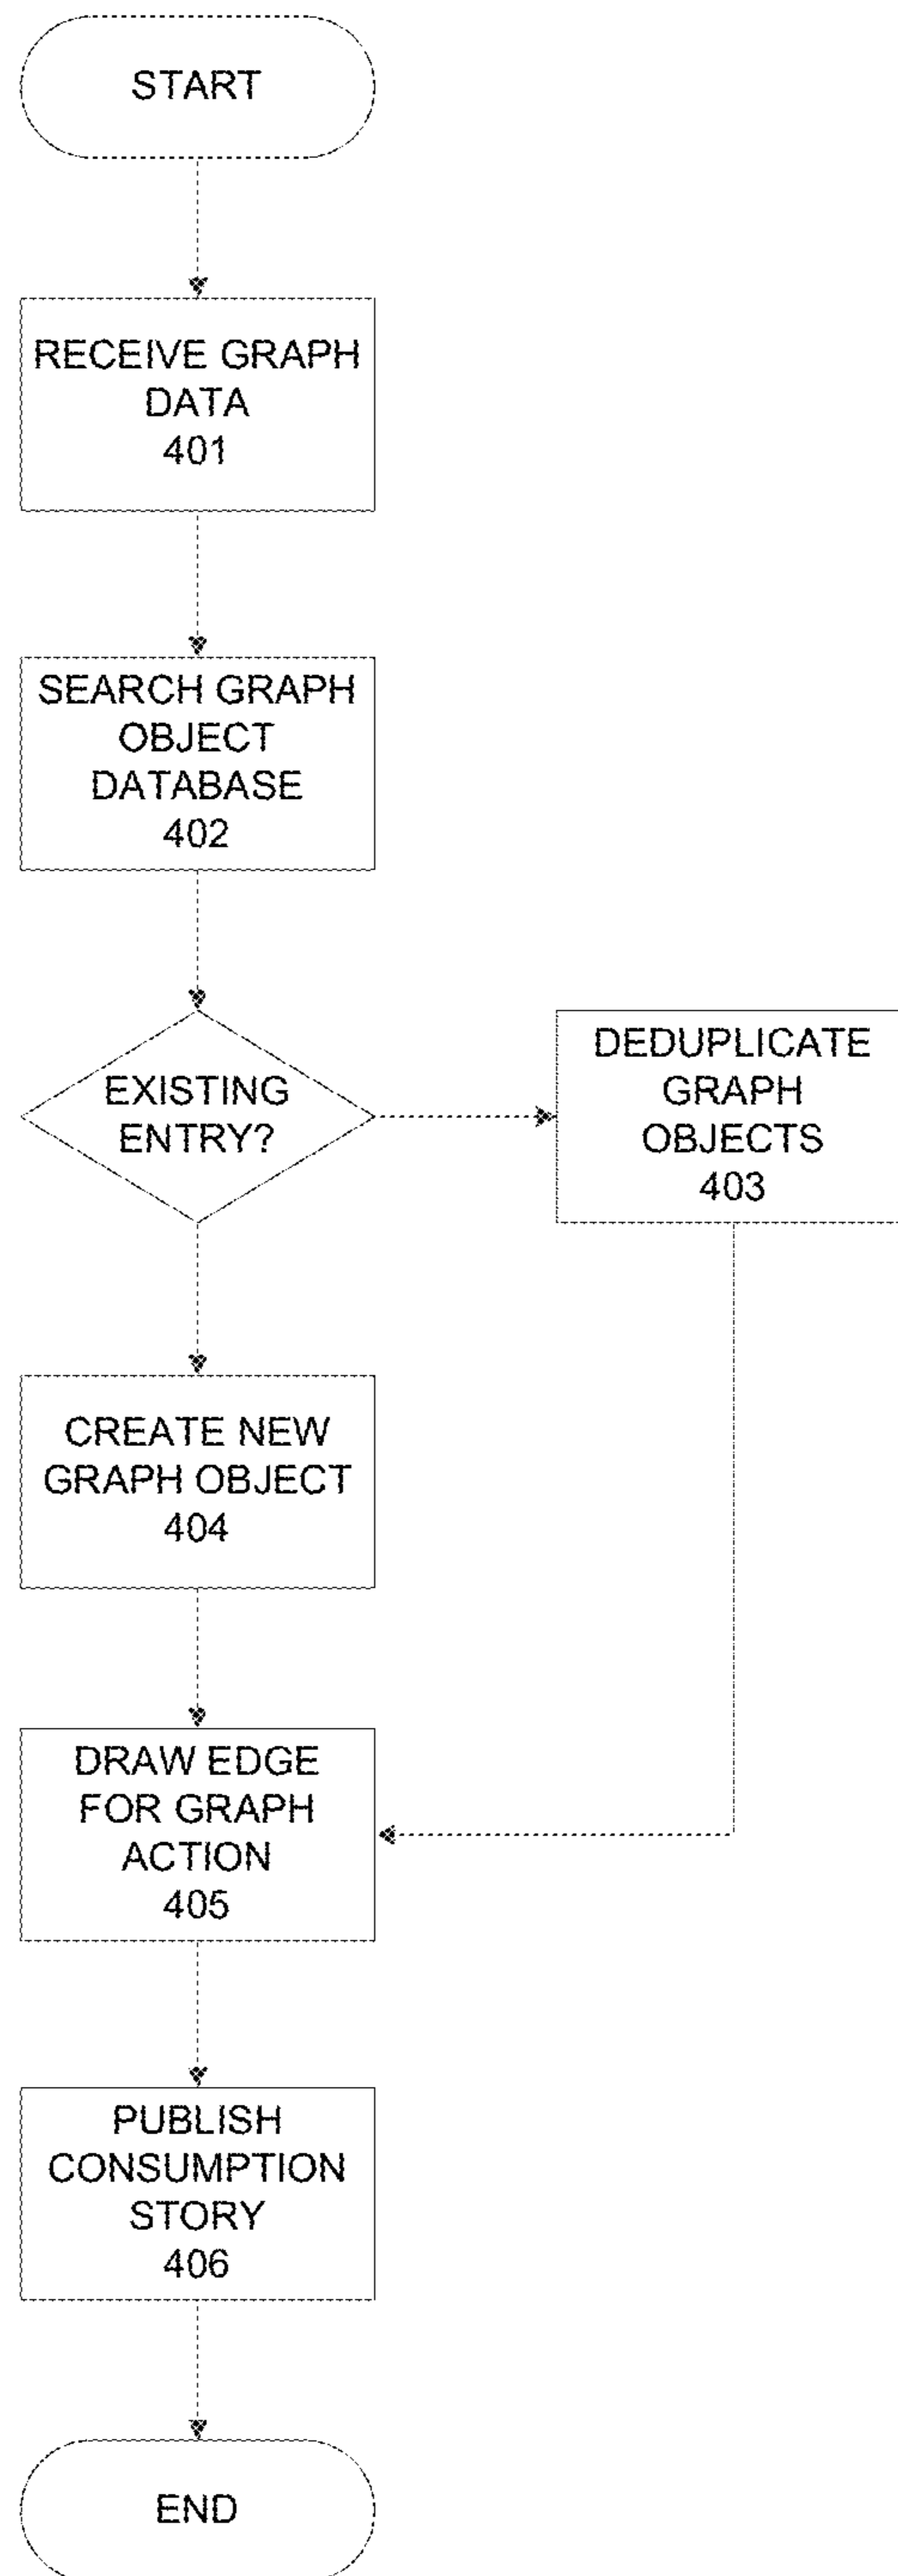 START
RECEIVE GRAPH
DATA
401
SEARCH GRAPH
OBJECT
DATABASE
402
EXISTING
ENTRY?
DEDUPLICATE
GRAPH
OBJECTS
403
CREATE NEW
GRAPH OBJECT
404
DRAW EDGE
FOR GRAPH
ACTION
405
PUBLISH
CONSUMPTION
STORY
406
END